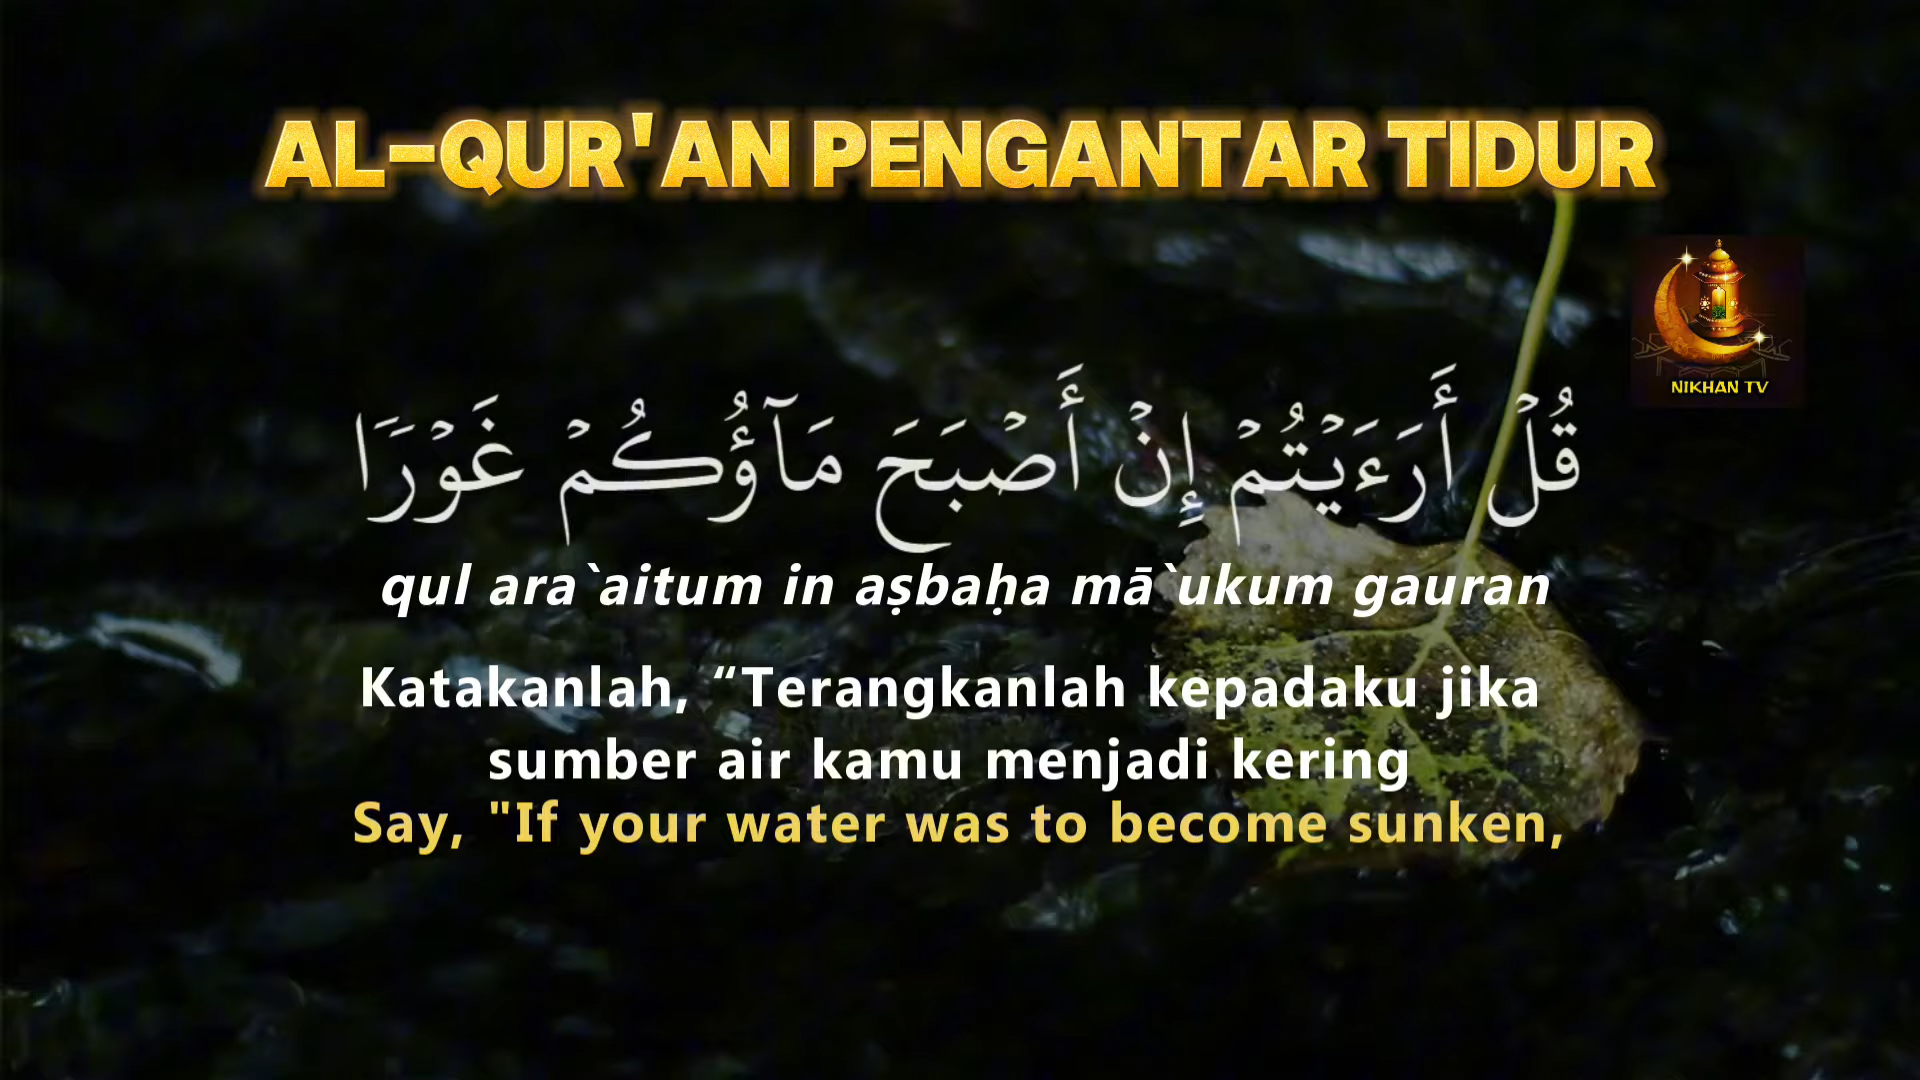 AL-QUR'AN PENGANTAR TIDUR
NIKHAN TV
قُلْ أَرَءَيْتُمْ إِنْ أَصْبَحَ مَآؤُكُمْ غَوْرًا
qul ara`aitum in aṣbaḥa mā`ukum gauran
Katakanlah, “Terangkanlah kepadaku jika
sumber air kamu menjadi kering
Say, "If your water was to become sunken,